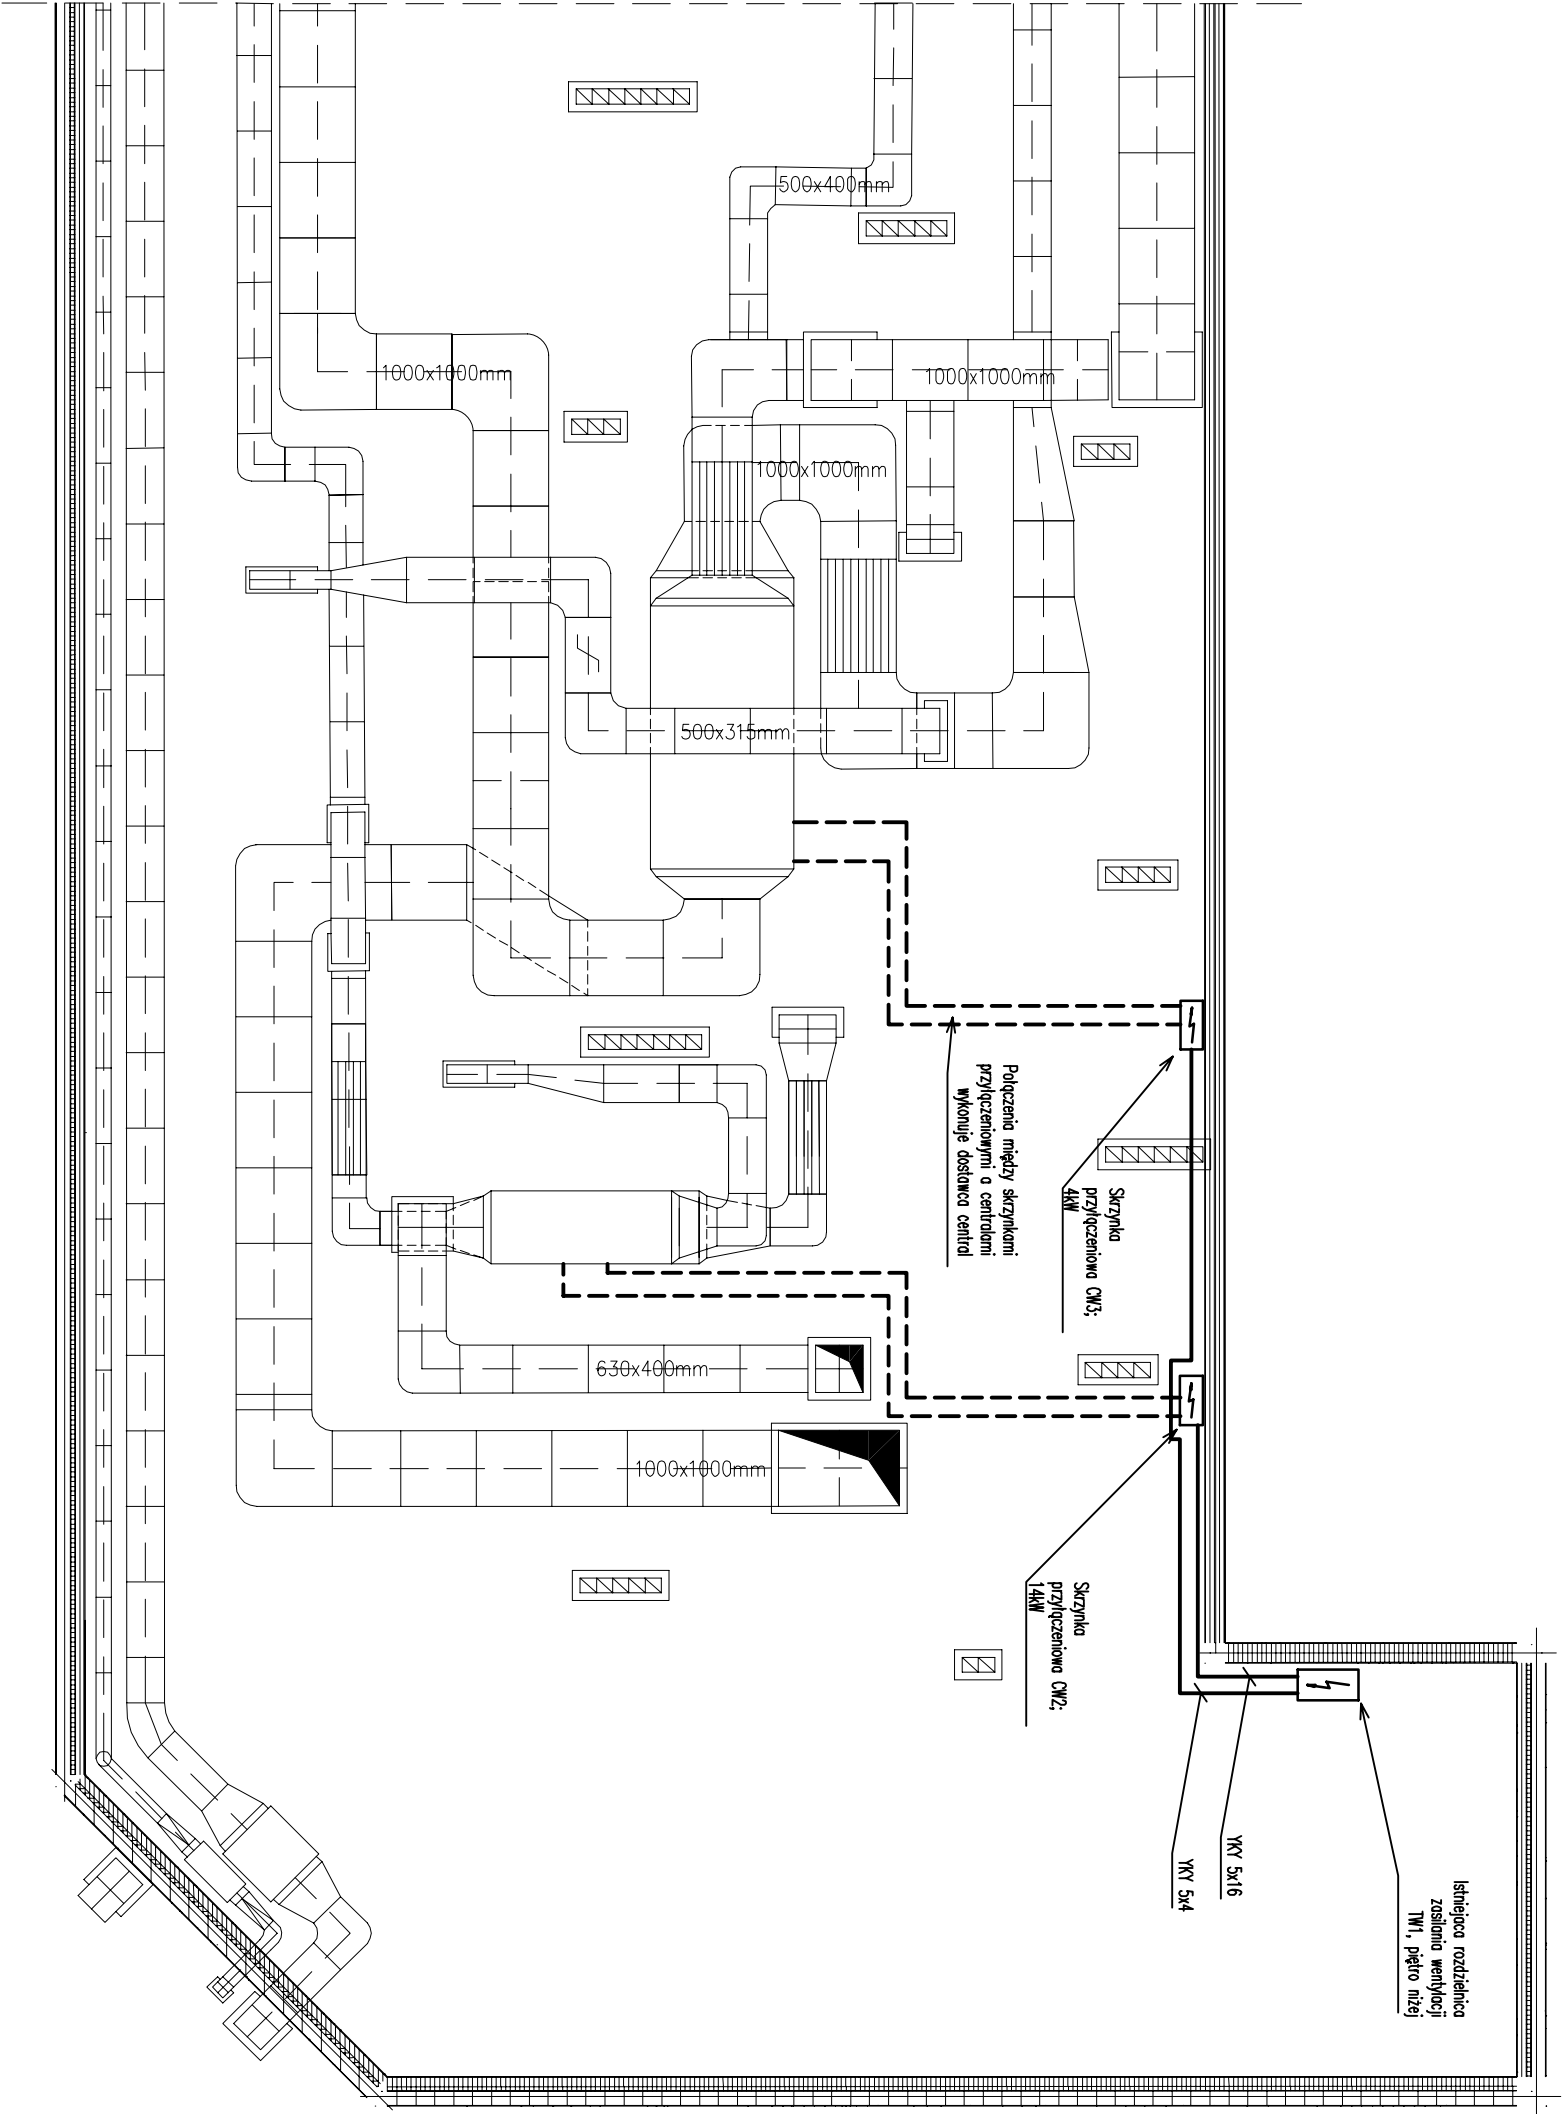 500x400mm
1000x1000mm
1000x1000mm
1000x1000mm
500x315mm
630x400mm
1000x1000mm
Połączenia między skrzynkami
przyłączeniowymi a centralami
wykonuje dostawca central
Skrzynka
przyłączeniowa CW3;
4kW
Skrzynka
przyłączeniowa CW2;
14kW
YKY 5x16
YKY 5x4
Istniejąca rozdzielnica
zasilania wentylacji
TW1, piętro niżej